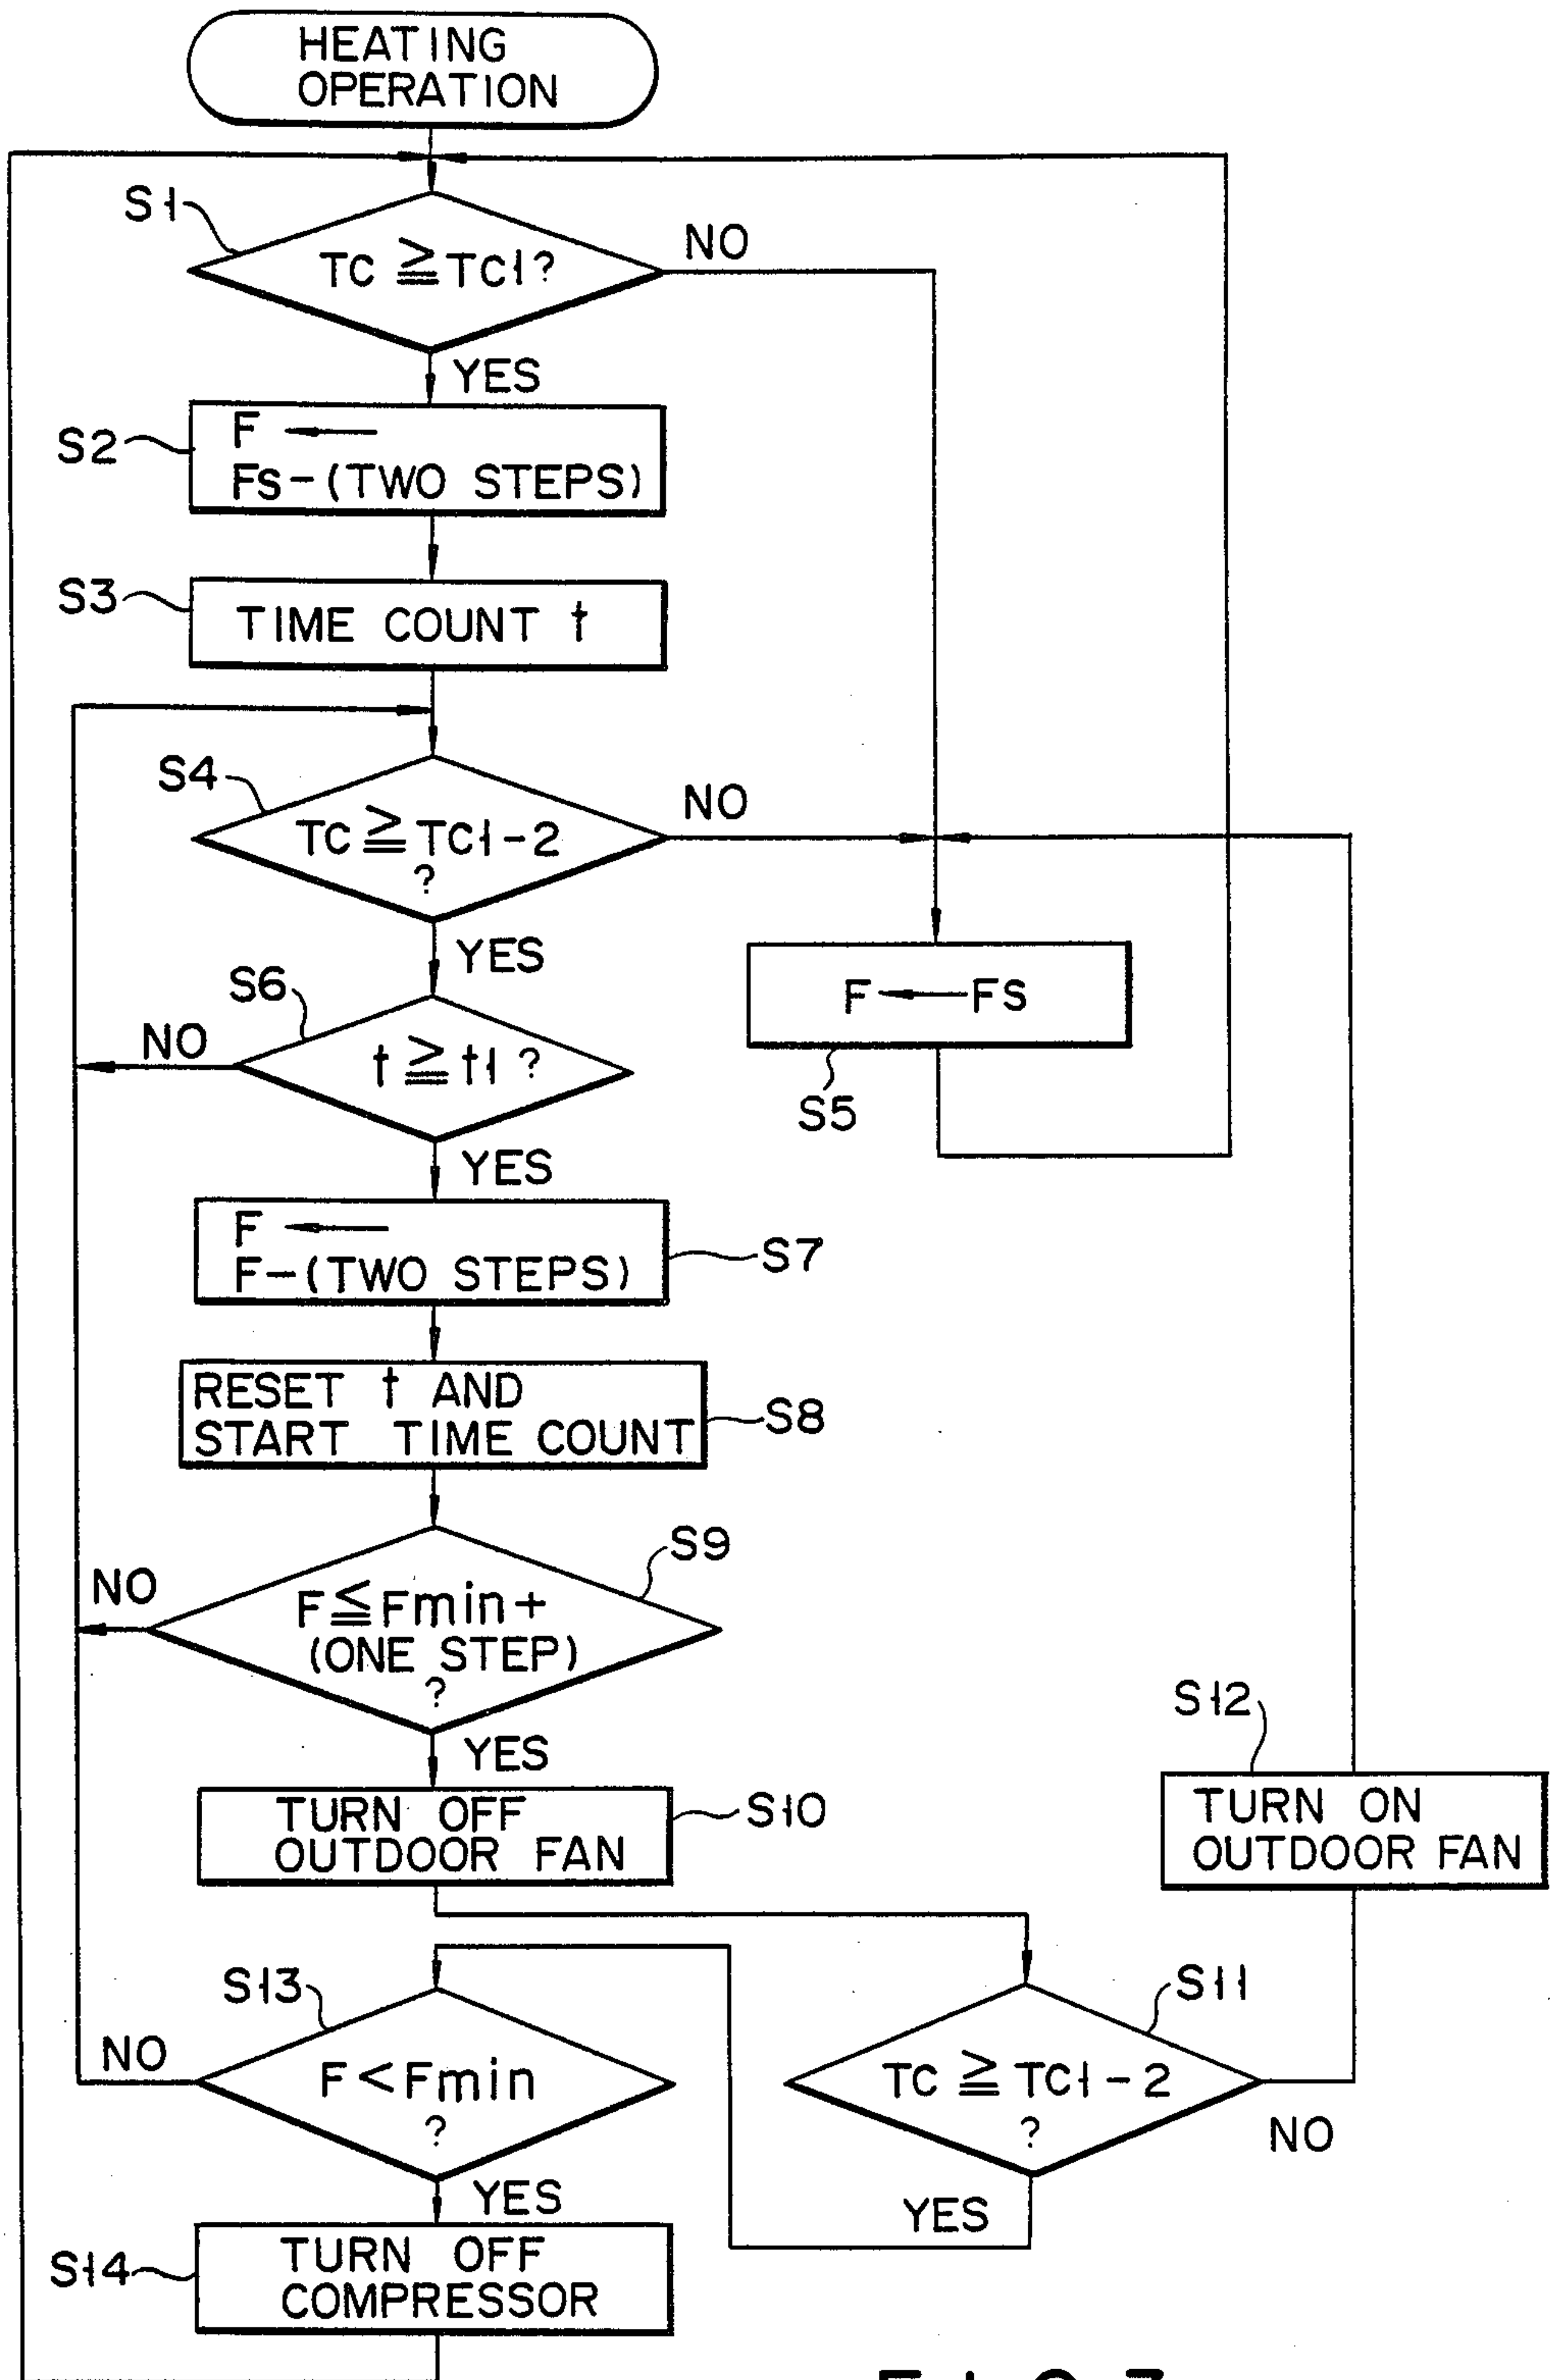 HEATING
OPERATION
S1
TC ≧ TC1?
NO
YES
S2
F ←
Fs-(TWO STEPS)
S3
TIME COUNT t
S4
TC ≧ TC1-2
?
NO
YES
S6
t ≧ t1 ?
NO
F ← Fs
S5
YES
F ←
F-(TWO STEPS)
S7
RESET t AND
START TIME COUNT
S8
S9
NO
F ≦ Fmin+
(ONE STEP)
?
YES
S12
TURN OFF
OUTDOOR FAN
S10
TURN ON
OUTDOOR FAN
S13
S11
NO
F < Fmin
?
TC ≧ TC1-2
?
NO
YES
YES
S14
TURN OFF
COMPRESSOR